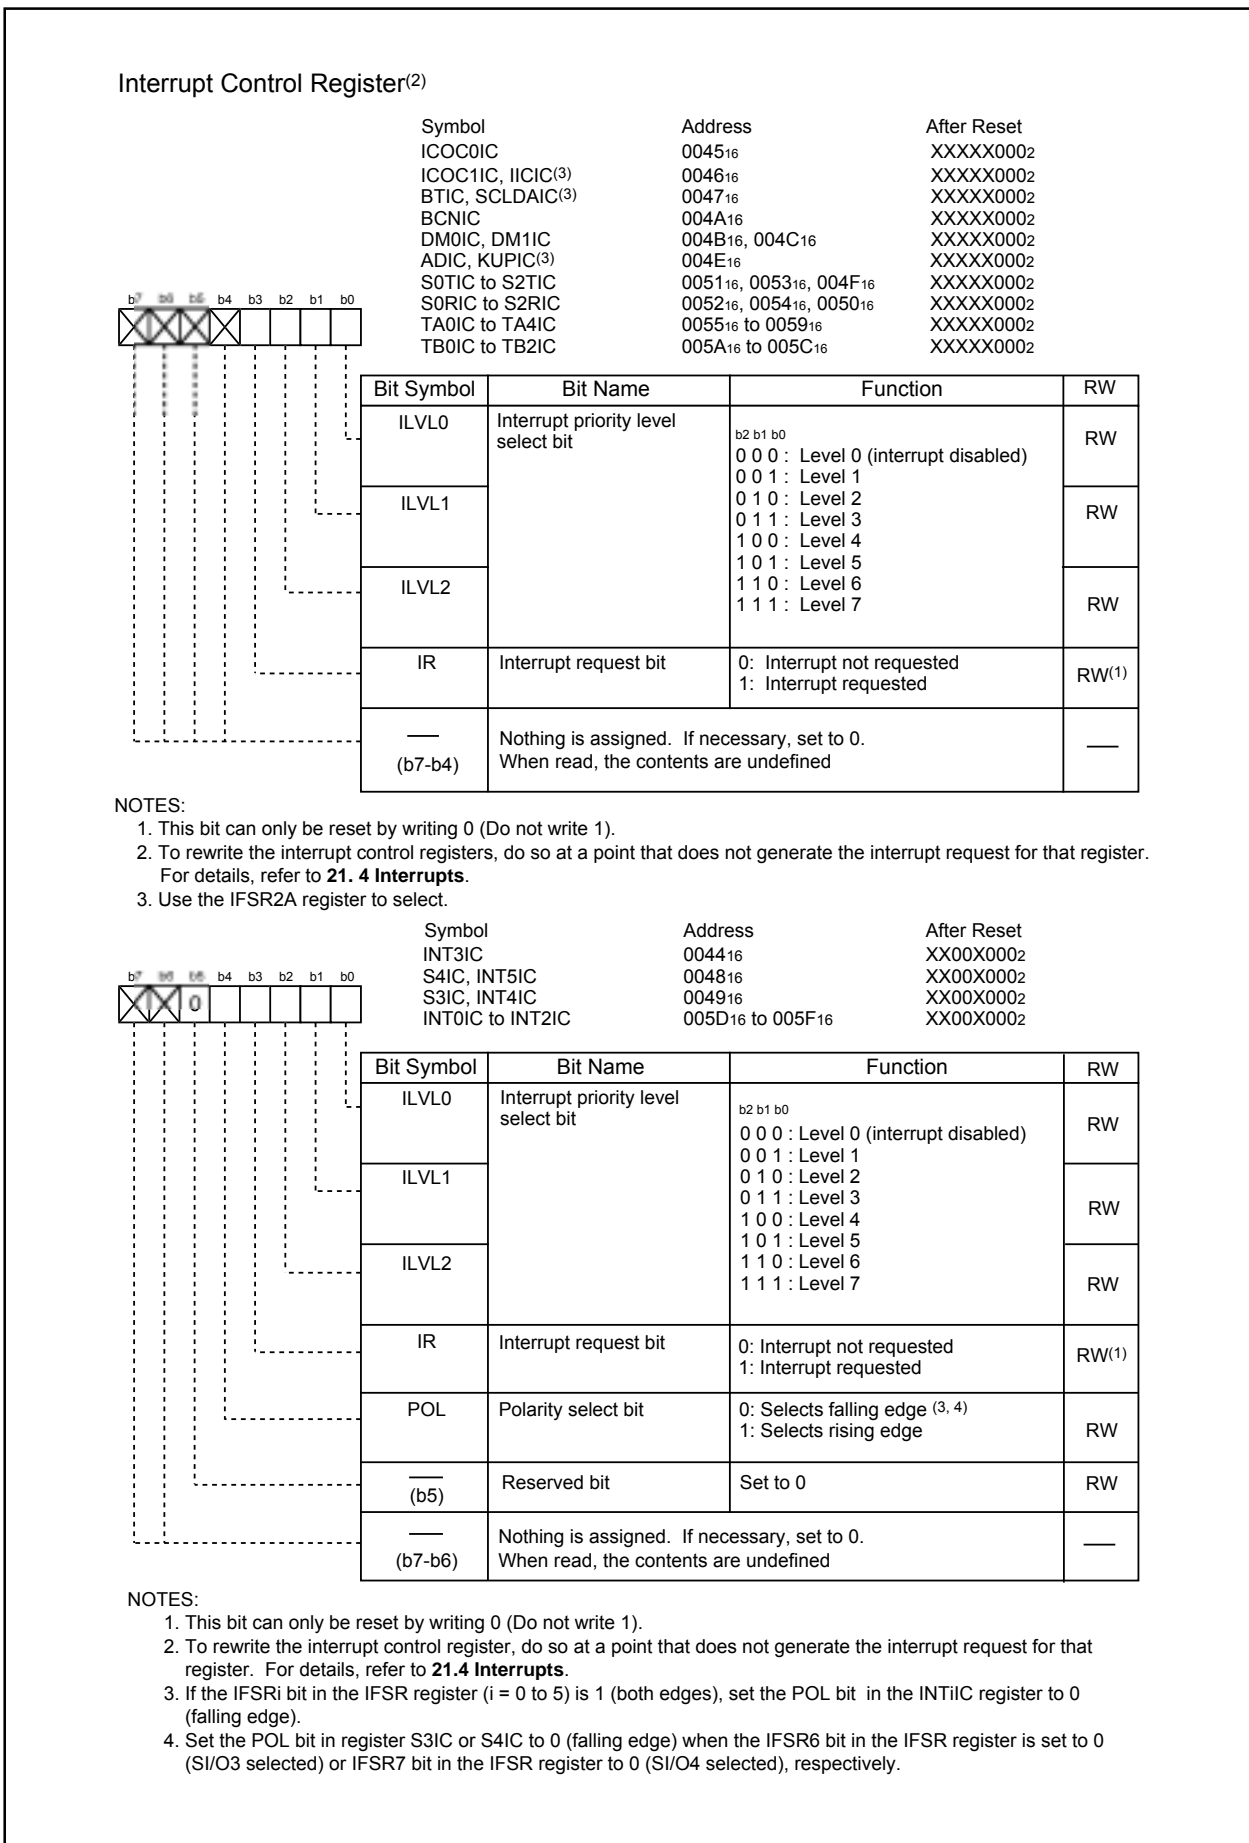 Interrupt Control Register(2)
Symbol Address After Reset
ICOC0IC 004516 XXXXX0002
ICOC1IC, IICIC(3) 004616 XXXXX0002
BTIC, SCLDAIC(3) 004716 XXXXX0002
BCNIC 004A16 XXXXX0002
DM0IC, DM1IC 004B16, 004C16 XXXXX0002
ADIC, KUPIC(3) 004E16 XXXXX0002
S0TIC to S2TIC 005116, 005316, 004F16 XXXXX0002
S0RIC to S2RIC 005216, 005416, 005016 XXXXX0002
TA0IC to TA4IC 005516 to 005916 XXXXX0002
TB0IC to TB2IC 005A16 to 005C16 XXXXX0002
b7 b6 b5 b4 b3 b2 b1 b0
Bit Symbol Bit Name Function RW
ILVL0 Interrupt priority level RW
select bit
b2 b1 b0
0 0 0 : Level 0 (interrupt disabled)
0 0 1 : Level 1
ILVL1 0 1 0 : Level 2 RW
0 1 1 : Level 3
1 0 0 : Level 4
1 0 1 : Level 5
ILVL2 1 1 0 : Level 6 RW
1 1 1 : Level 7
IR Interrupt request bit 0: Interrupt not requested RW(1)
1: Interrupt requested
— Nothing is assigned. If necessary, set to 0. —
(b7-b4) When read, the contents are undefined
NOTES:
1. This bit can only be reset by writing 0 (Do not write 1).
2. To rewrite the interrupt control registers, do so at a point that does not generate the interrupt request for that register.
For details, refer to 21. 4 Interrupts.
3. Use the IFSR2A register to select.
Symbol Address After Reset
INT3IC 004416 XX00X0002
S4IC, INT5IC 004816 XX00X0002
S3IC, INT4IC 004916 XX00X0002
INT0IC to INT2IC 005D16 to 005F16 XX00X0002
b7 b6 b5 b4 b3 b2 b1 b0
0
Bit Symbol Bit Name Function RW
ILVL0 Interrupt priority level RW
select bit
b2 b1 b0
0 0 0 : Level 0 (interrupt disabled)
0 0 1 : Level 1
ILVL1 0 1 0 : Level 2 RW
0 1 1 : Level 3
1 0 0 : Level 4
1 0 1 : Level 5
ILVL2 1 1 0 : Level 6 RW
1 1 1 : Level 7
IR Interrupt request bit 0: Interrupt not requested RW(1)
1: Interrupt requested
POL Polarity select bit 0: Selects falling edge (3, 4) RW
1: Selects rising edge
— Reserved bit Set to 0 RW
(b5)
— Nothing is assigned. If necessary, set to 0. —
(b7-b6) When read, the contents are undefined
NOTES:
1. This bit can only be reset by writing 0 (Do not write 1).
2. To rewrite the interrupt control register, do so at a point that does not generate the interrupt request for that
register. For details, refer to 21.4 Interrupts.
3. If the IFSRi bit in the IFSR register (i = 0 to 5) is 1 (both edges), set the POL bit in the INTiIC register to 0
(falling edge).
4. Set the POL bit in register S3IC or S4IC to 0 (falling edge) when the IFSR6 bit in the IFSR register is set to 0
(SI/O3 selected) or IFSR7 bit in the IFSR register to 0 (SI/O4 selected), respectively.